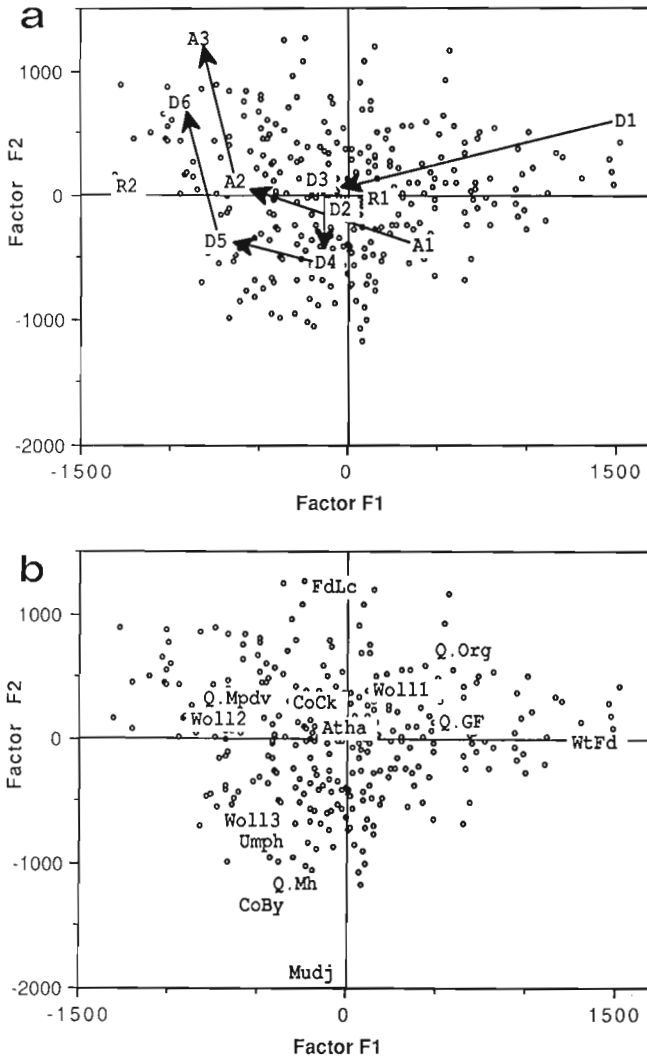 a
A3
1000
D6
D1
D3
R2
A2
0
D2
R1
D5
A1
D4
Factor F2
-1000
-2000
-1500
0
1500
Factor F1
b
FdLc
1000
Q.Org
Q.Mpdv
CoCk
Woll1
Woll2
Atha
Q.GF
0
WtFd
Factor F2
Woll3
Umph
-1000
Q.Mh
CoBy
Mudj
-2000
-1500
0
1500
Factor F1